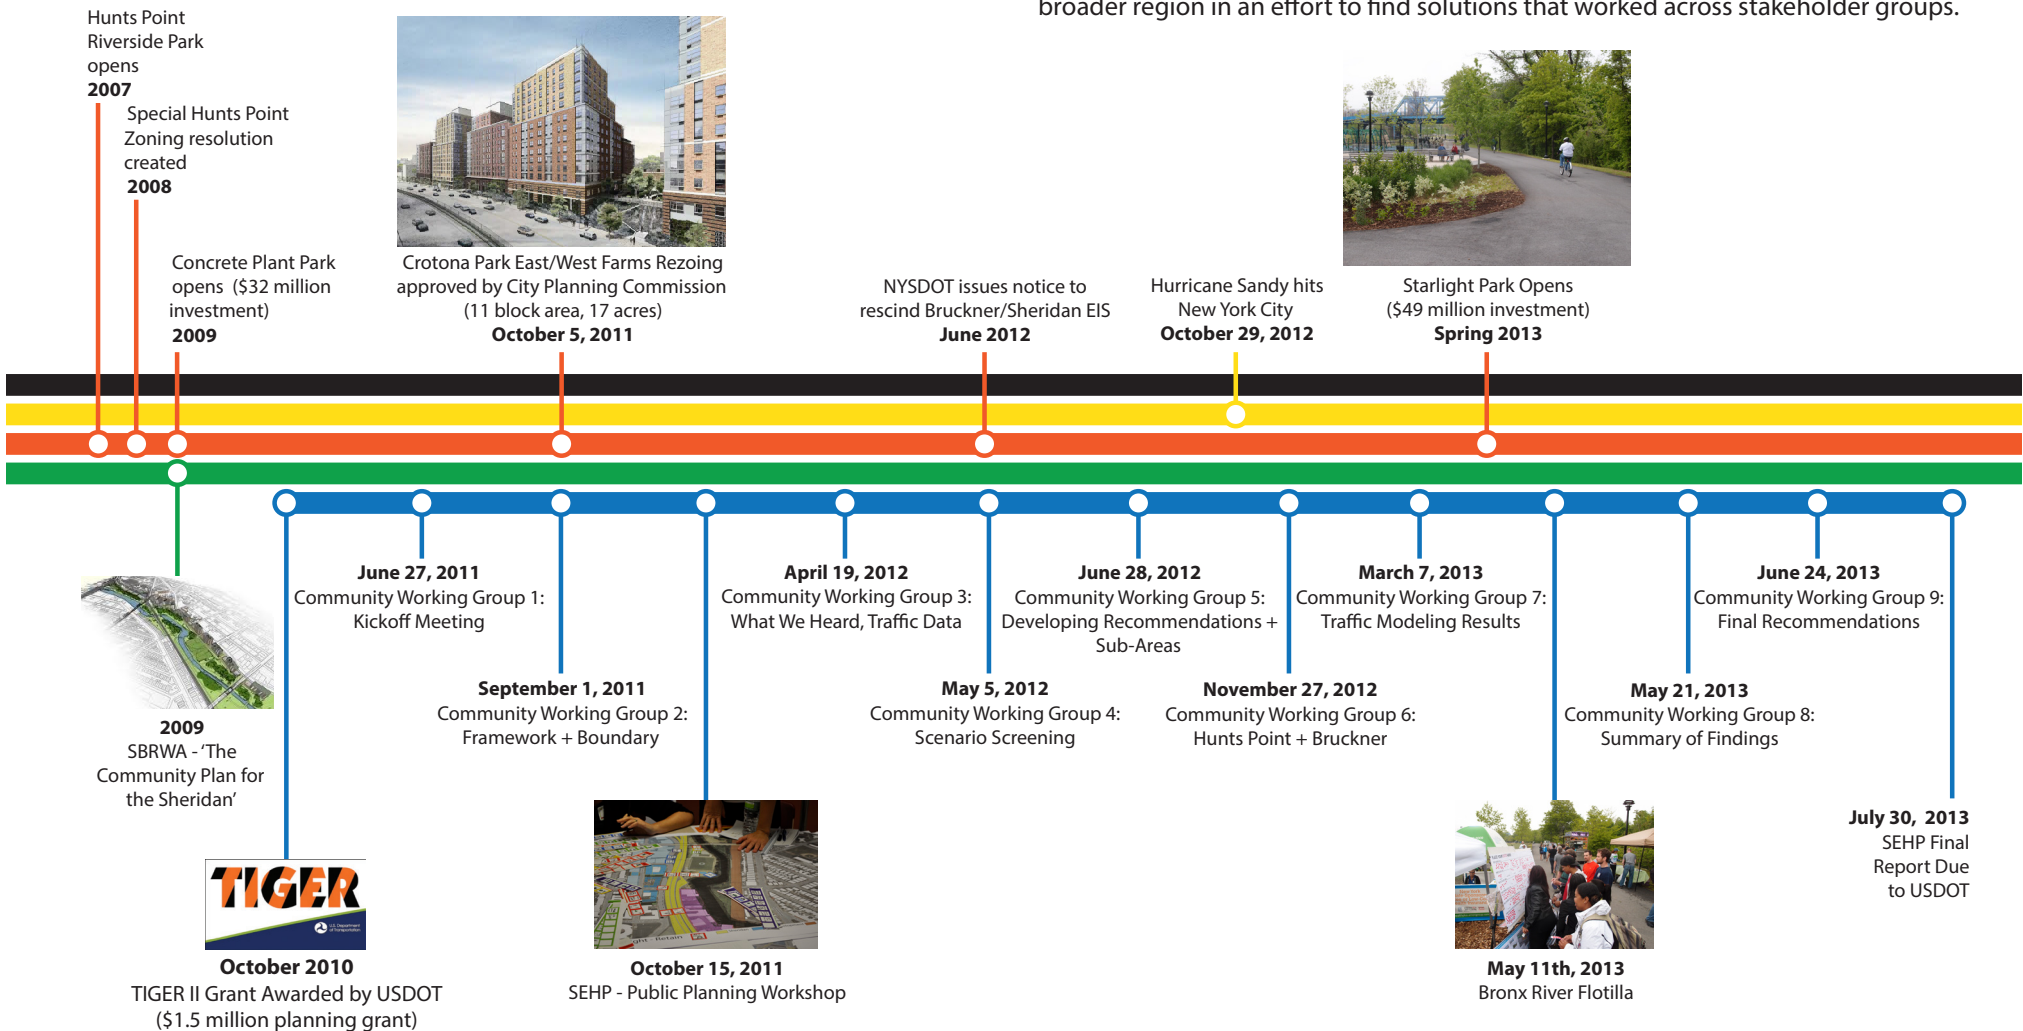 broader region in an effort to find solutions that worked across stakeholder groups.
Hunts Point
Riverside Park
opens
2007
Special Hunts Point
Zoning resolution
created
2008
Concrete Plant Park
opens ($32 million
investment)
2009
Crotona Park East/West Farms Rezoing
approved by City Planning Commission
(11 block area, 17 acres)
October 5, 2011
NYSDOT issues notice to
rescind Bruckner/Sheridan EIS
June 2012
Hurricane Sandy hits
New York City
October 29, 2012
Starlight Park Opens
($49 million investment)
Spring 2013
2009
SBRWA - ‘The
Community Plan for
the Sheridan’
TIGER
U.S. Department
of Transportation
October 2010
TIGER II Grant Awarded by USDOT
($1.5 million planning grant)
June 27, 2011
Community Working Group 1:
Kickoff Meeting
September 1, 2011
Community Working Group 2:
Framework + Boundary
October 15, 2011
SEHP - Public Planning Workshop
April 19, 2012
Community Working Group 3:
What We Heard, Traffic Data
May 5, 2012
Community Working Group 4:
Scenario Screening
June 28, 2012
Community Working Group 5:
Developing Recommendations +
Sub-Areas
November 27, 2012
Community Working Group 6:
Hunts Point + Bruckner
March 7, 2013
Community Working Group 7:
Traffic Modeling Results
May 11th, 2013
Bronx River Flotilla
May 21, 2013
Community Working Group 8:
Summary of Findings
June 24, 2013
Community Working Group 9:
Final Recommendations
July 30, 2013
SEHP Final
Report Due
to USDOT